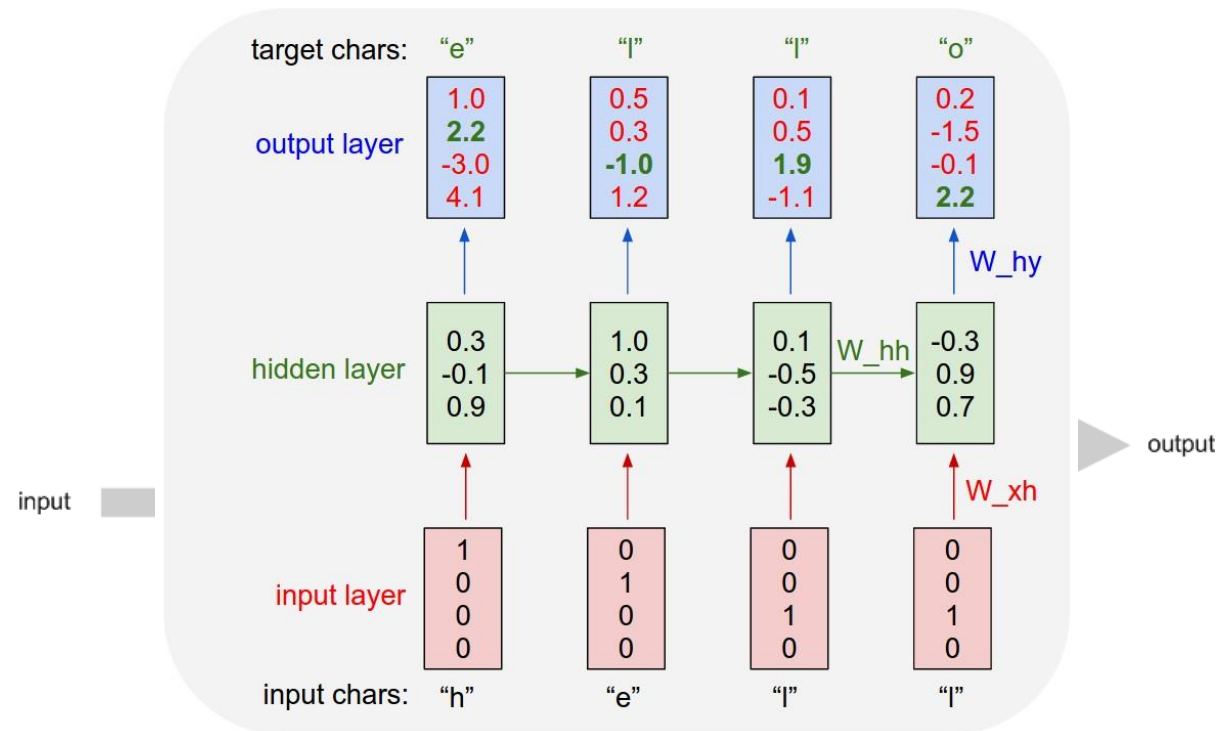 target chars: “e” “l” “l” “o”
output layer
1.0 0.5 0.1 0.2
2.2 0.3 0.5 -1.5
-3.0 -1.0 1.9 -0.1
4.1 1.2 -1.1 2.2
W_hy
hidden layer
0.3 1.0 0.1 -0.3
-0.1 0.3 -0.5 0.9
0.9 0.1 -0.3 0.7
W_hh
output
input
W_xh
input layer
1 0 0 0
0 1 0 0
0 0 1 1
0 0 0 0
input chars: “h” “e” “l” “l”